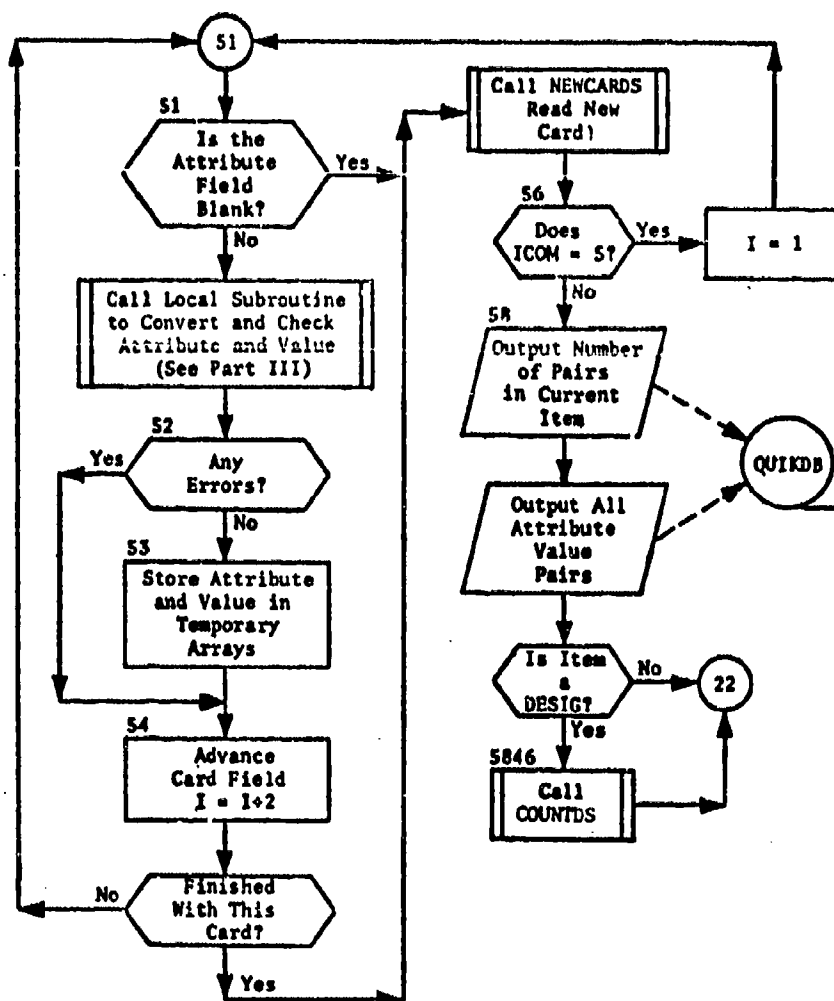 51
51
Is the
Attribute
Field
Blank?
Yes
No
Call Local Subroutine
to Convert and Check
Attribute and Value
(See Part III)
52
Yes
Any
Errors?
No
53
Store Attribute
and Value in
Temporary
Arrays
54
Advance
Card Field
I = I+2
No
Finished
With This
Card?
Yes
Call NEWCARDS
Read New
Card)
56
Does
ICOM = 5?
Yes
I = 1
No
58
Output Number
of Pairs
in Current
Item
QUIKDB
Output All
Attribute
Value
Pairs
Is Item
a
DESIG?
No
22
Yes
5846
Call
COUNTDS